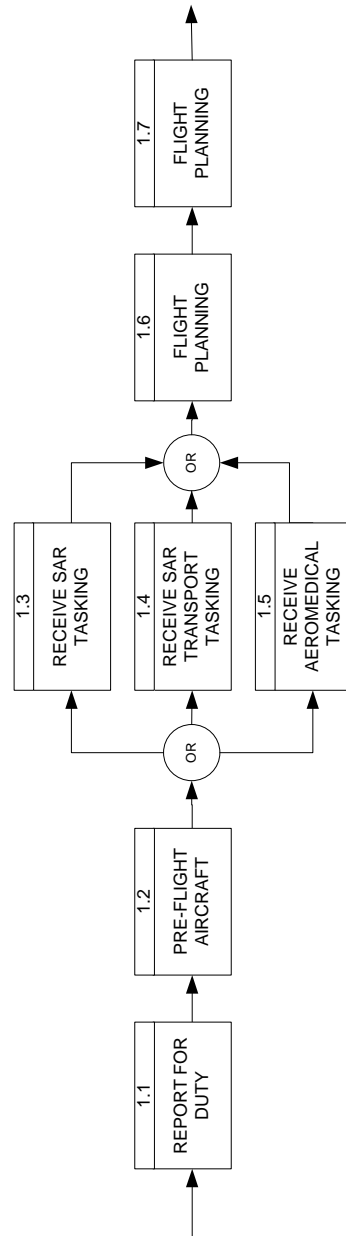 1.1
REPORT FOR
DUTY
1.2
PRE-FLIGHT
AIRCRAFT
OR
1.3
RECEIVE SAR
TASKING
1.4
RECEIVE SAR
TRANSPORT
TASKING
1.5
RECEIVE
AEROMEDICAL
TASKING
OR
1.6
FLIGHT
PLANNING
1.7
FLIGHT
PLANNING